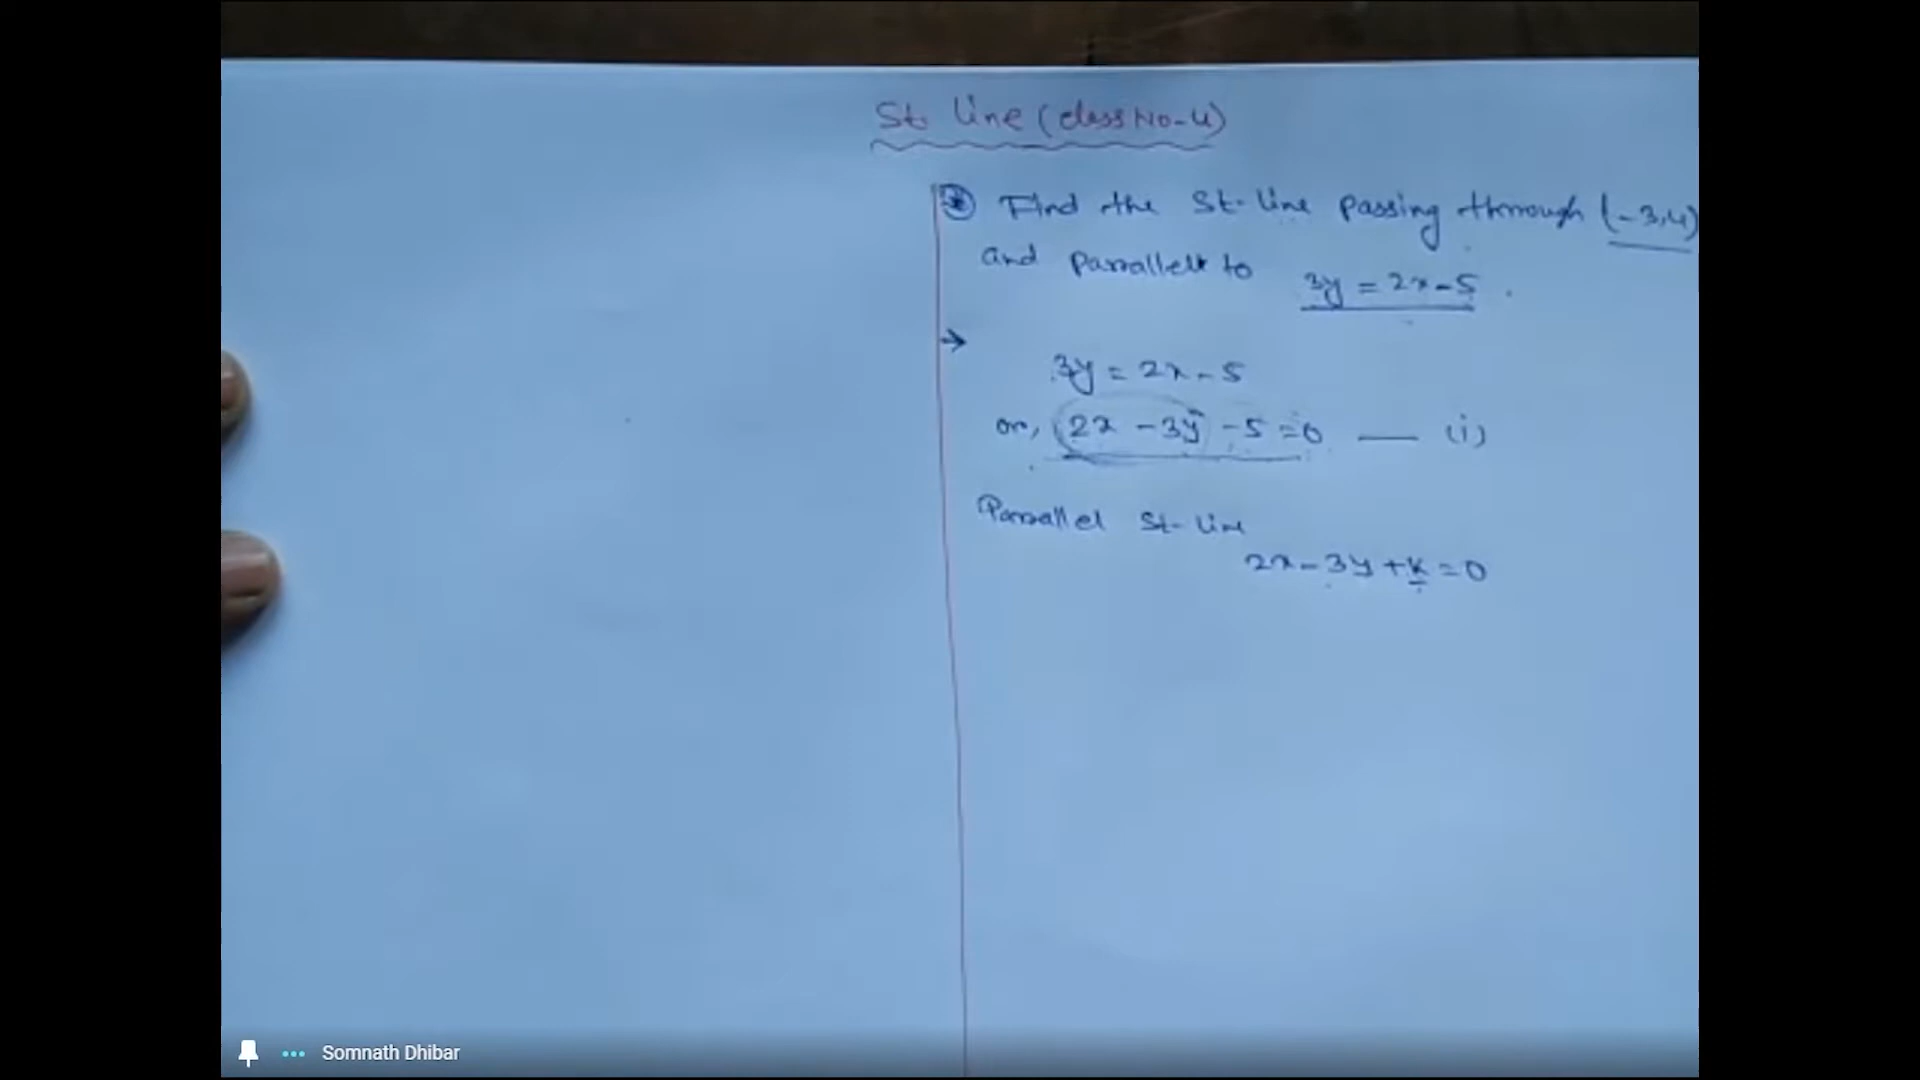 St. line (class No-4)
Find the St. line passing through (-3,4)
and parallel to 3y = 2x-5.
→
3y = 2x - 5
or, 2x - 3y - 5 = 0 — (i)
Parallel St-line
2x - 3y + k = 0
Somnath Dhibar